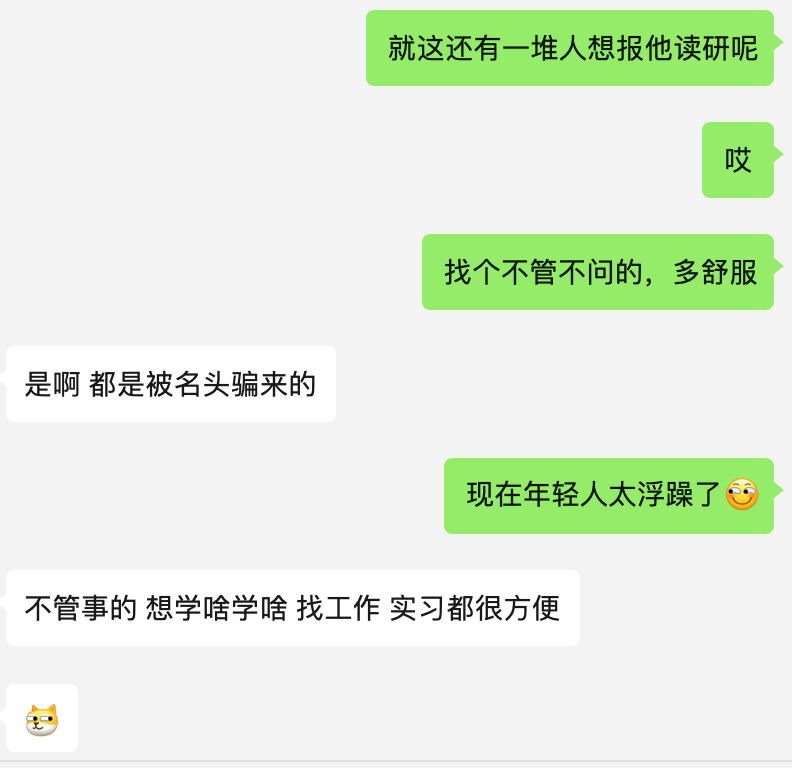 就这还有一堆人想报他读研呢
哎
找个不管不问的，多舒服
是啊 都是被名头骗来的
现在年轻人太浮躁了
不管事的 想学啥学啥 找工作 实习都很方便